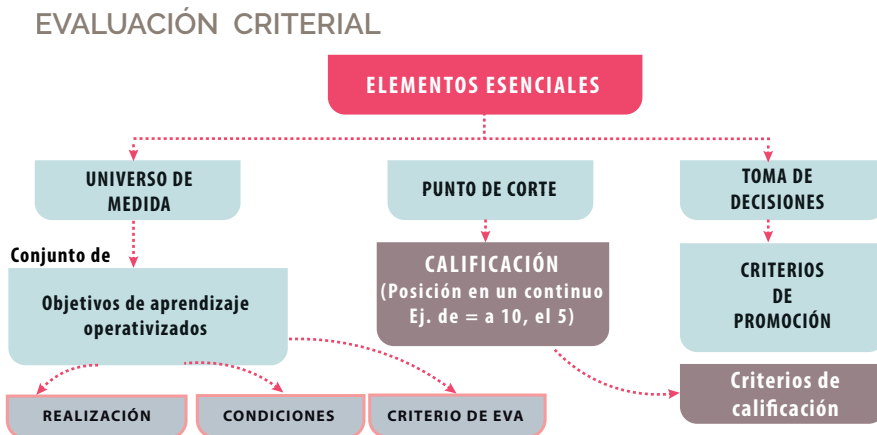 EVALUACIÓN CRITERIAL
ELEMENTOS ESENCIALES
UNIVERSO DE
MEDIDA
PUNTO DE CORTE
TOMA DE
DECISIONES
Conjunto de
Objetivos de aprendizaje
operativizados
CALIFICACIÓN
(Posición en un continuo
Ej. de = a 10, el 5)
CRITERIOS
DE
PROMOCIÓN
Criterios de
calificación
REALIZACIÓN
CONDICIONES
CRITERIO DE EVA